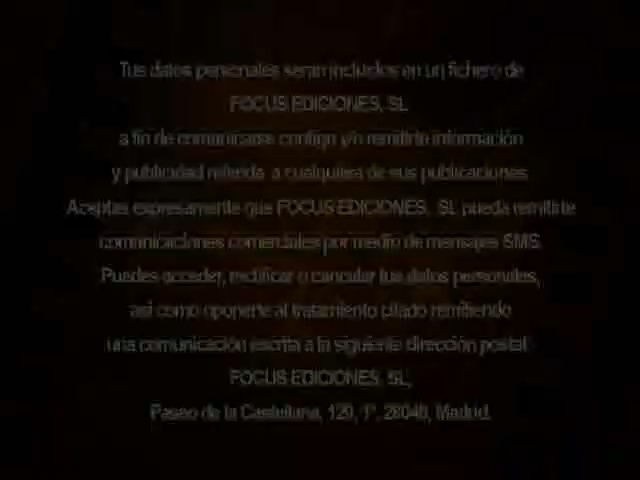 Tus datos personales seran incluidos en un fichero de
FOCUS EDICIONES, SL
a fin de comunicarse contigo y/o remitirte información
y publicidad referida a cualquiera de sus publicaciones.
Aceptas expresamente que FOCUS EDICIONES, SL pueda remitirte
comunicaciones comerciales por medio de mensajes SMS.
Puedes acceder, rectificar o cancelar tus datos personales,
así como oponerte al tratamiento citado remitiendo
una comunicación escrita a la siguiente dirección postal:
FOCUS EDICIONES, SL,
Paseo de la Castellana, 129, 1º, 28046, Madrid.